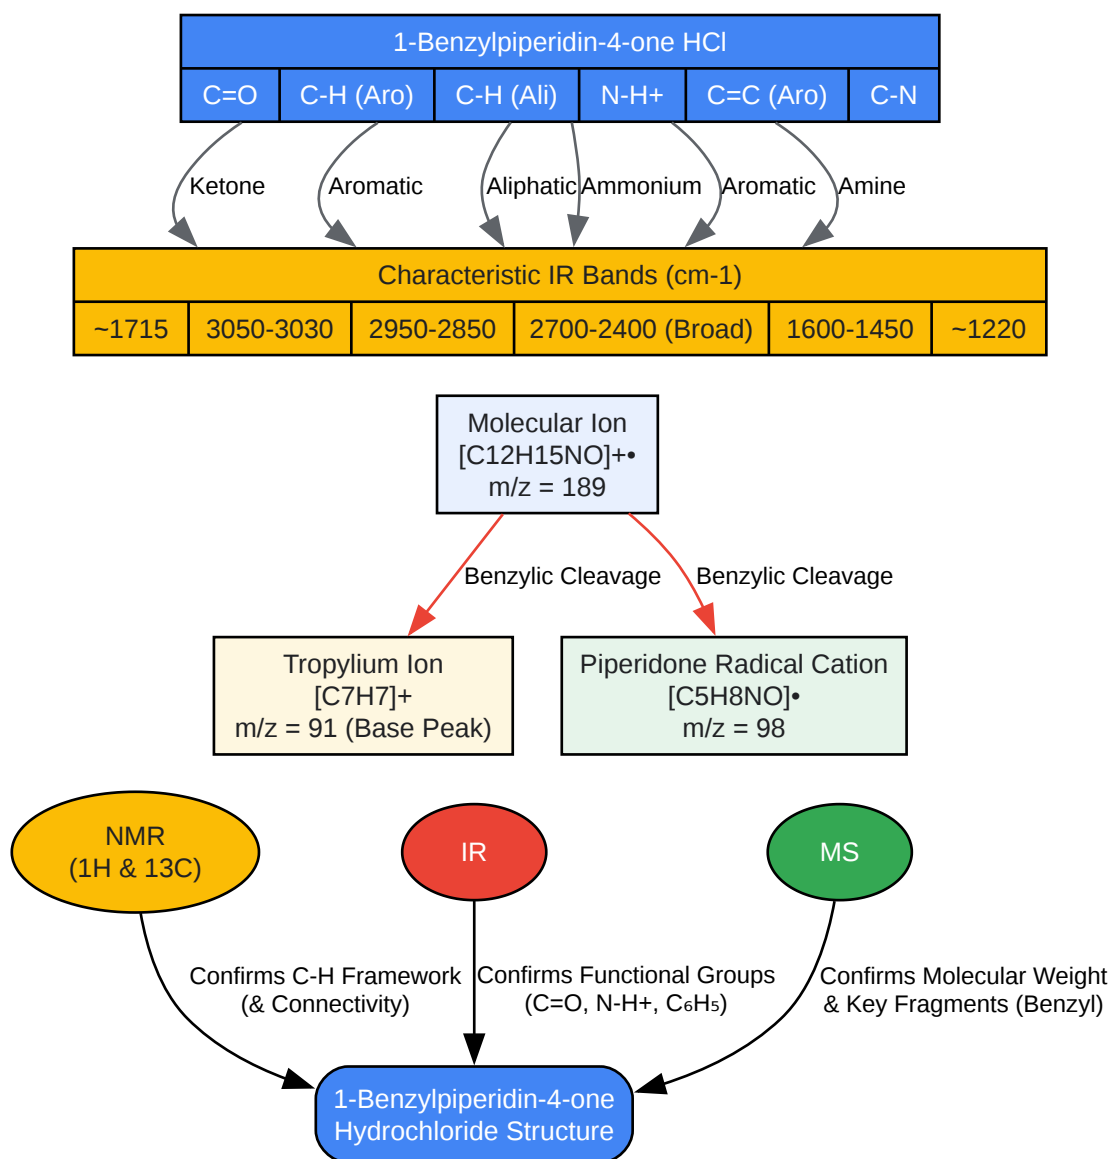 1-Benzylpiperidin-4-one HCl
C=O
C-H (Aro)
C-H (Ali)
N-H+
C=C (Aro)
C-N
Ketone
Aromatic
Aliphatic
Ammonium
Aromatic
Amine
Characteristic IR Bands (cm-1)
~1715
3050-3030
2950-2850
2700-2400 (Broad)
1600-1450
~1220
Molecular Ion
[C12H15NO]+•
m/z = 189
Benzylic Cleavage
Benzylic Cleavage
Tropylium Ion
[C7H7]+
m/z = 91 (Base Peak)
Piperidone Radical Cation
[C5H8NO]•
m/z = 98
NMR
(1H & 13C)
IR
MS
Confirms C-H Framework
(& Connectivity)
Confirms Functional Groups
(C=O, N-H+, C₆H₅)
Confirms Molecular Weight
& Key Fragments (Benzyl)
1-Benzylpiperidin-4-one
Hydrochloride Structure